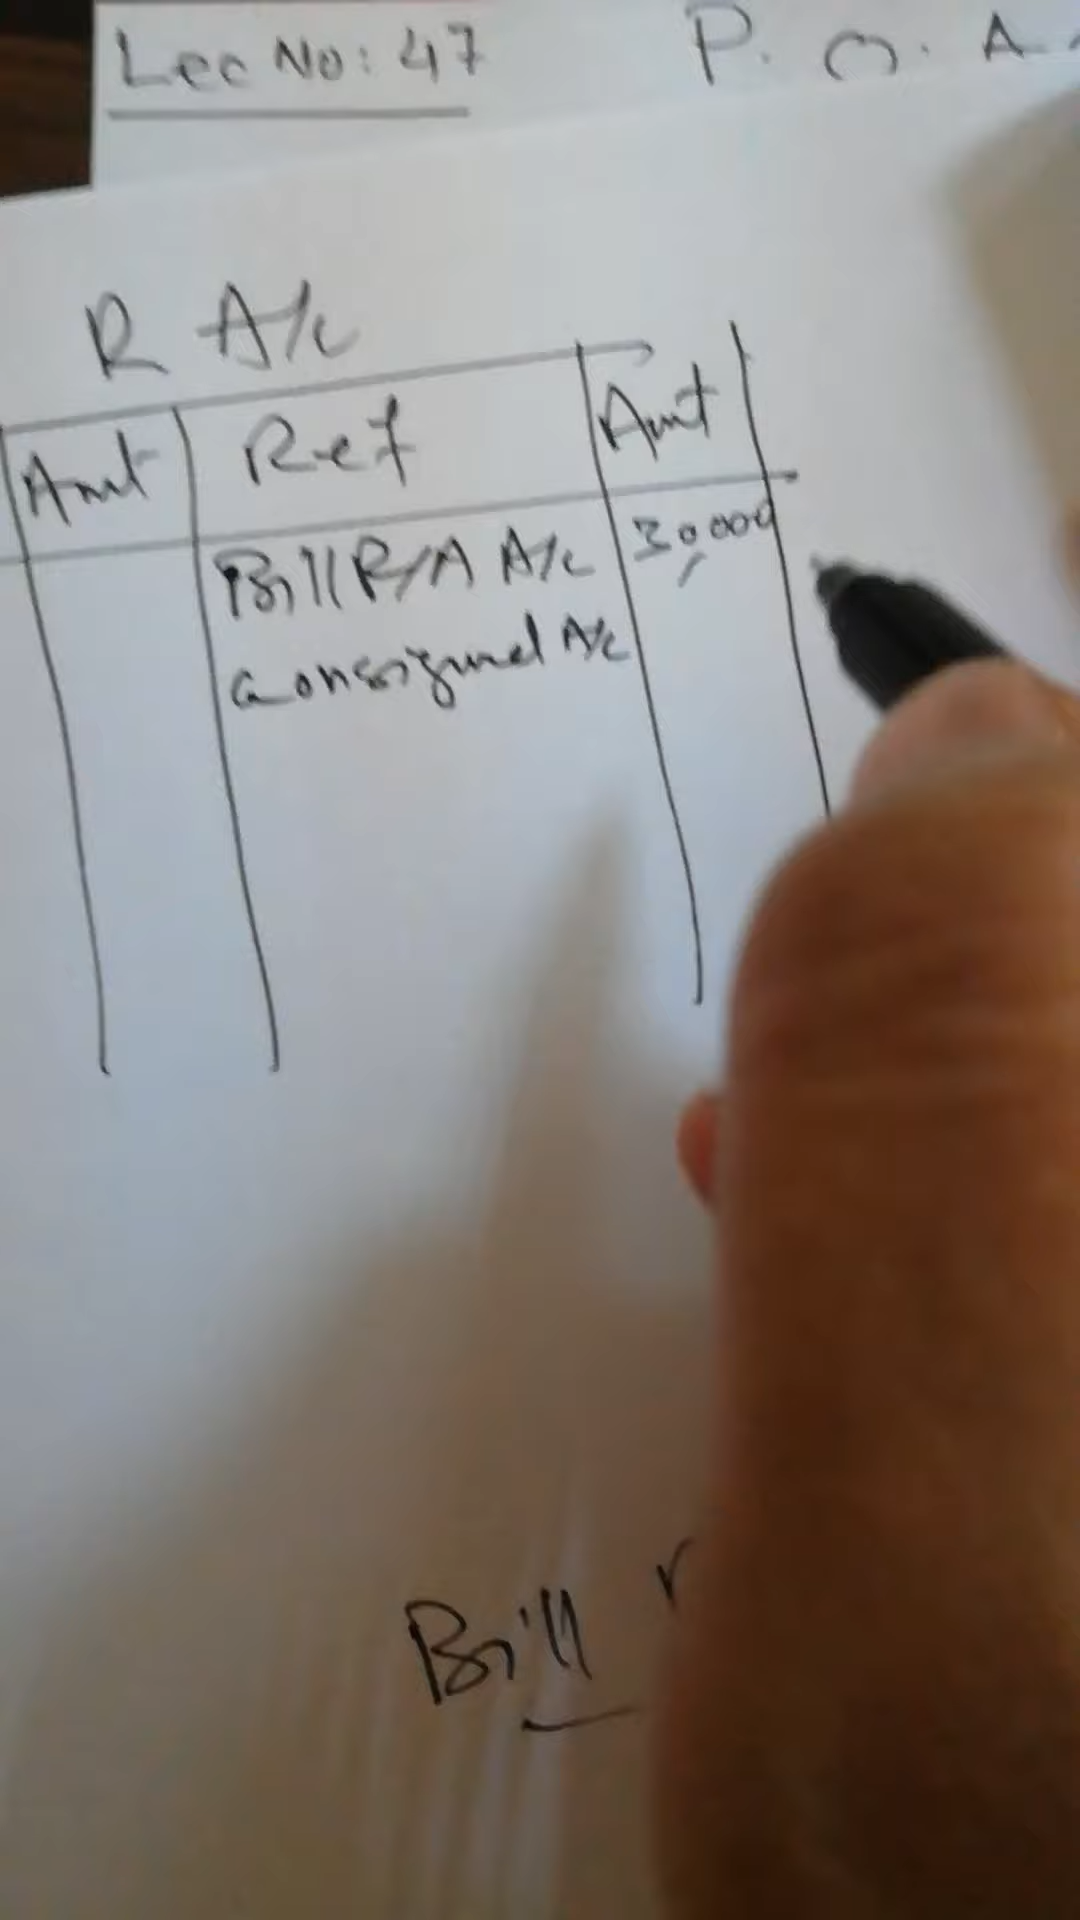 Lec No: 47
P. O. A
R A/c
Amt Ref Amt
Bill R/A A/c 30,000
Consigned A/c
Bill r